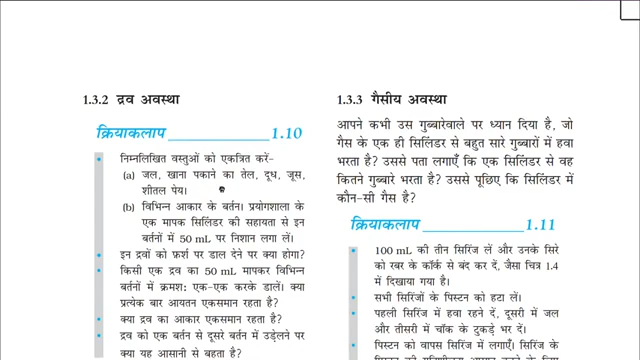 1.3.2 द्रव अवस्था
क्रियाकलाप ______________ 1.10
• निम्नलिखित वस्तुओं को एकत्रित करें–
(a) जल, खाना पकाने का तेल, दूध, जूस,
शीतल पेय।
(b) विभिन्न आकार के बर्तन। प्रयोगशाला के
एक मापक सिलिंडर की सहायता से इन
बर्तनों में 50 mL पर निशान लगा लें।
• इन द्रवों को फ़र्श पर डाल देने पर क्या होगा?
• किसी एक द्रव का 50 mL मापकर विभिन्न
बर्तनों में क्रमश: एक-एक करके डालें। क्या
प्रत्येक बार आयतन एकसमान रहता है?
• क्या द्रव का आकार एकसमान रहता है?
• द्रव को एक बर्तन से दूसरे बर्तन में उड़ेलने पर
क्या यह आसानी से बहता है?
1.3.3 गैसीय अवस्था
आपने कभी उस गुब्बारेवाले पर ध्यान दिया है, जो
गैस के एक ही सिलिंडर से बहुत सारे गुब्बारों में हवा
भरता है? उससे पता लगाएँ कि एक सिलिंडर से वह
कितने गुब्बारे भरता है? उससे पूछिए कि सिलिंडर में
कौन-सी गैस है?
क्रियाकलाप ______________ 1.11
• 100 mL की तीन सिरिंज लें और उनके सिरे
को रबर के कॉर्क से बंद कर दें, जैसा चित्र 1.4
में दिखाया गया है।
• सभी सिरिंजों के पिस्टन को हटा लें।
• पहली सिरिंज में हवा रहने दें, दूसरी में जल
और तीसरी में चॉक के टुकड़े भर दें।
• पिस्टन को वापस सिरिंज में लगाएँ। सिरिंज के